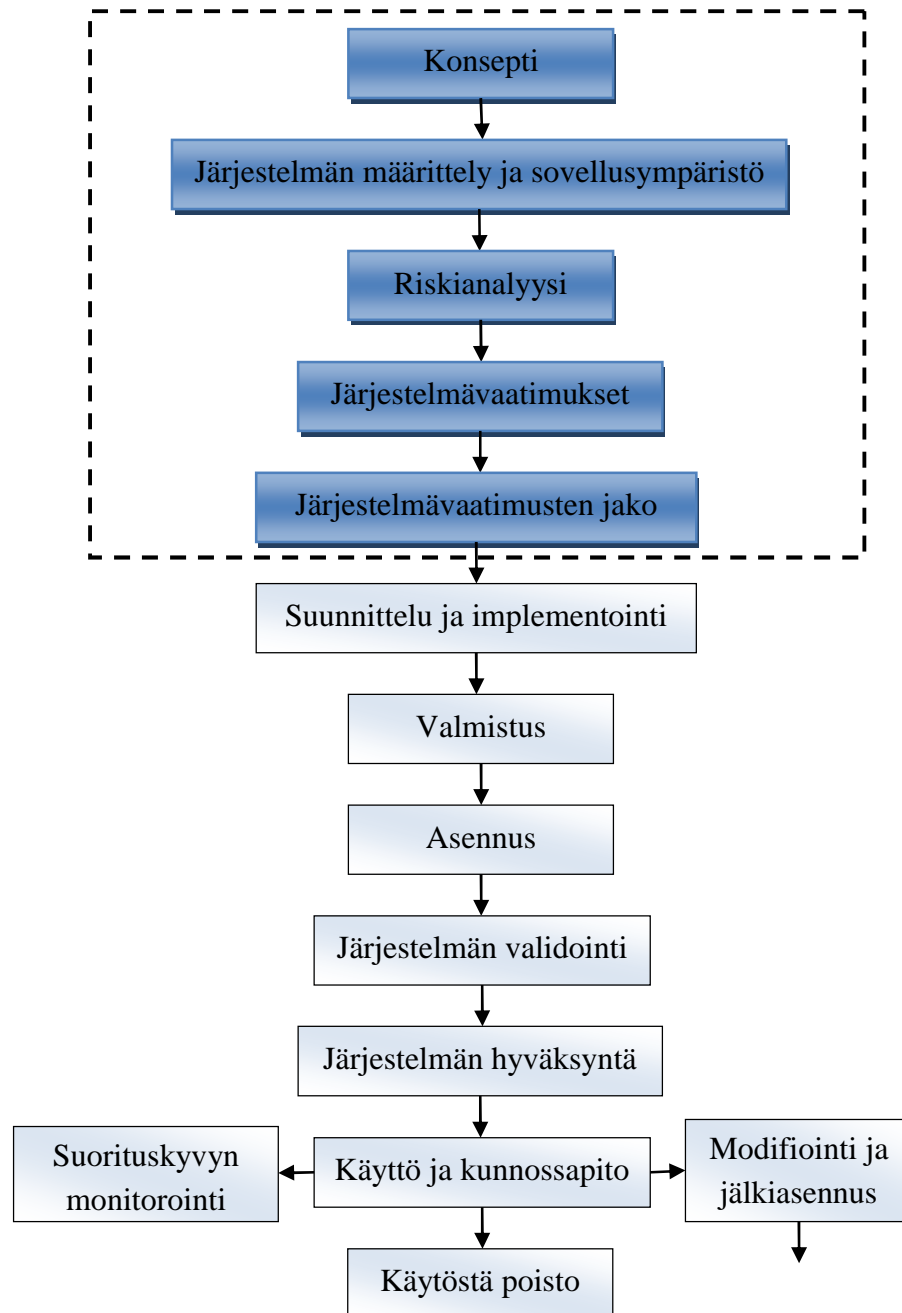 Konsepti
Järjestelmän määrittely ja sovellusympäristö
Riskianalyysi
Järjestelmävaatimukset
Järjestelmävaatimusten jako
Suunnittelu ja implementointi
Valmistus
Asennus
Järjestelmän validointi
Järjestelmän hyväksyntä
Suorituskyvyn
monitorointi
Käyttö ja kunnossapito
Modifiointi ja
jälkiasennus
Käytöstä poisto